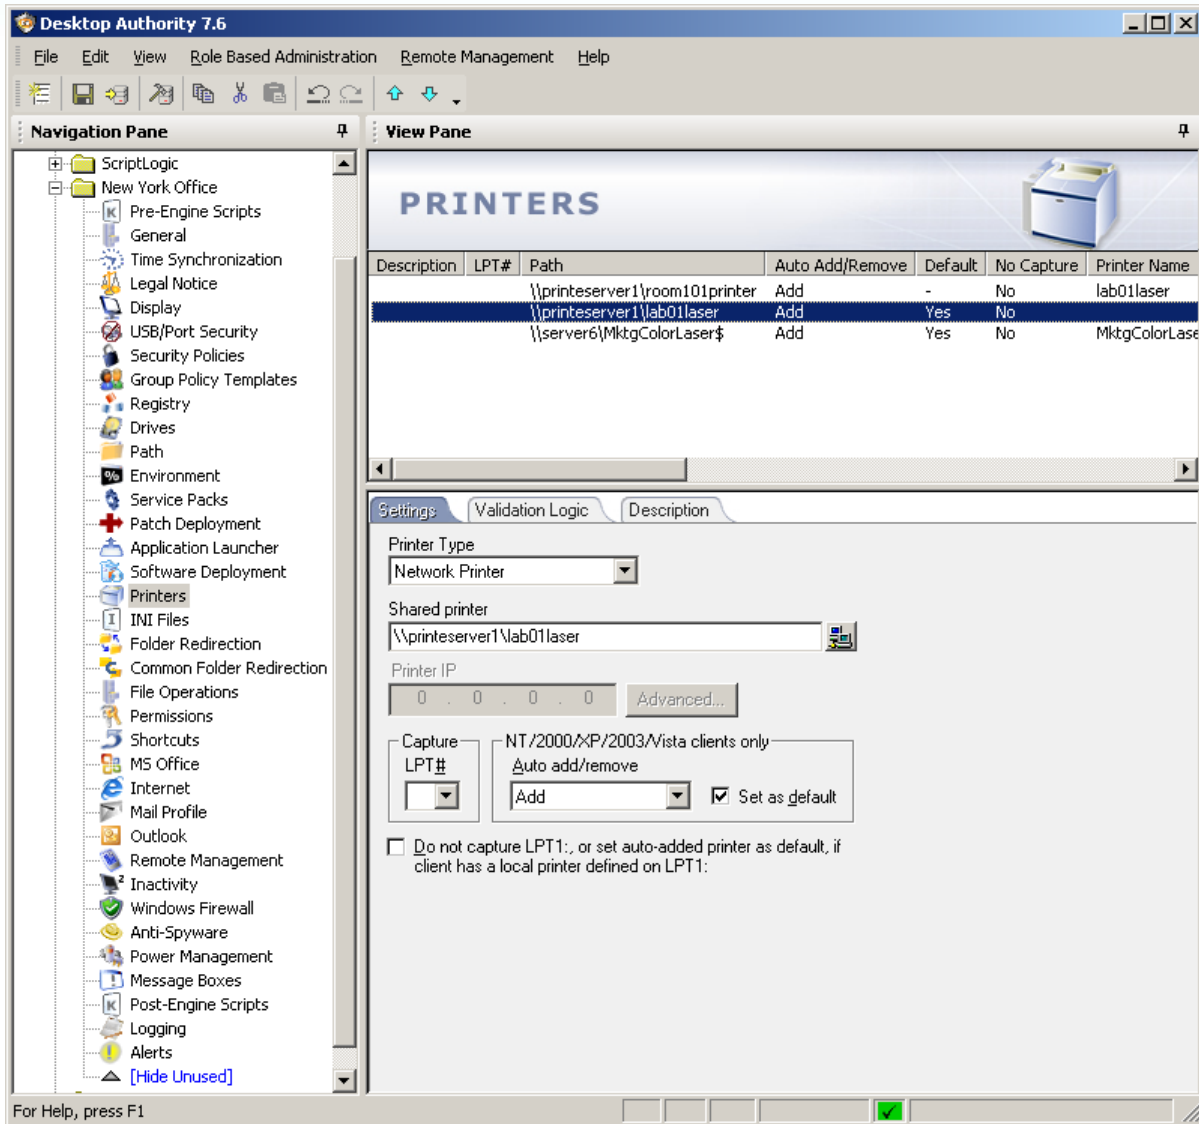 Desktop Authority 7.6
File Edit View Role Based Administration Remote Management Help
Navigation Pane
ScriptLogic
New York Office
Pre-Engine Scripts
General
Time Synchronization
Legal Notice
Display
USB/Port Security
Security Policies
Group Policy Templates
Registry
Drives
Path
Environment
Service Packs
Patch Deployment
Application Launcher
Software Deployment
Printers
INI Files
Folder Redirection
Common Folder Redirection
File Operations
Permissions
Shortcuts
MS Office
Internet
Mail Profile
Outlook
Remote Management
Inactivity
Windows Firewall
Anti-Spyware
Power Management
Message Boxes
Post-Engine Scripts
Logging
Alerts
[Hide Unused]
View Pane
PRINTERS
Description LPT# Path Auto Add/Remove Default No Capture Printer Name
\\printeserver1\room101printer Add - No lab01laser
\\printeserver1\lab01laser Add Yes No
\\server6\MktgColorLaser$ Add Yes No MktgColorLase
Settings Validation Logic Description
Printer Type
Network Printer
Shared printer
\\printeserver1\lab01laser
Printer IP
0 . 0 . 0 . 0 Advanced...
Capture NT/2000/XP/2003/Vista clients only
LPT# Auto add/remove
Add Set as default
Do not capture LPT1:, or set auto-added printer as default, if
client has a local printer defined on LPT1:
For Help, press F1